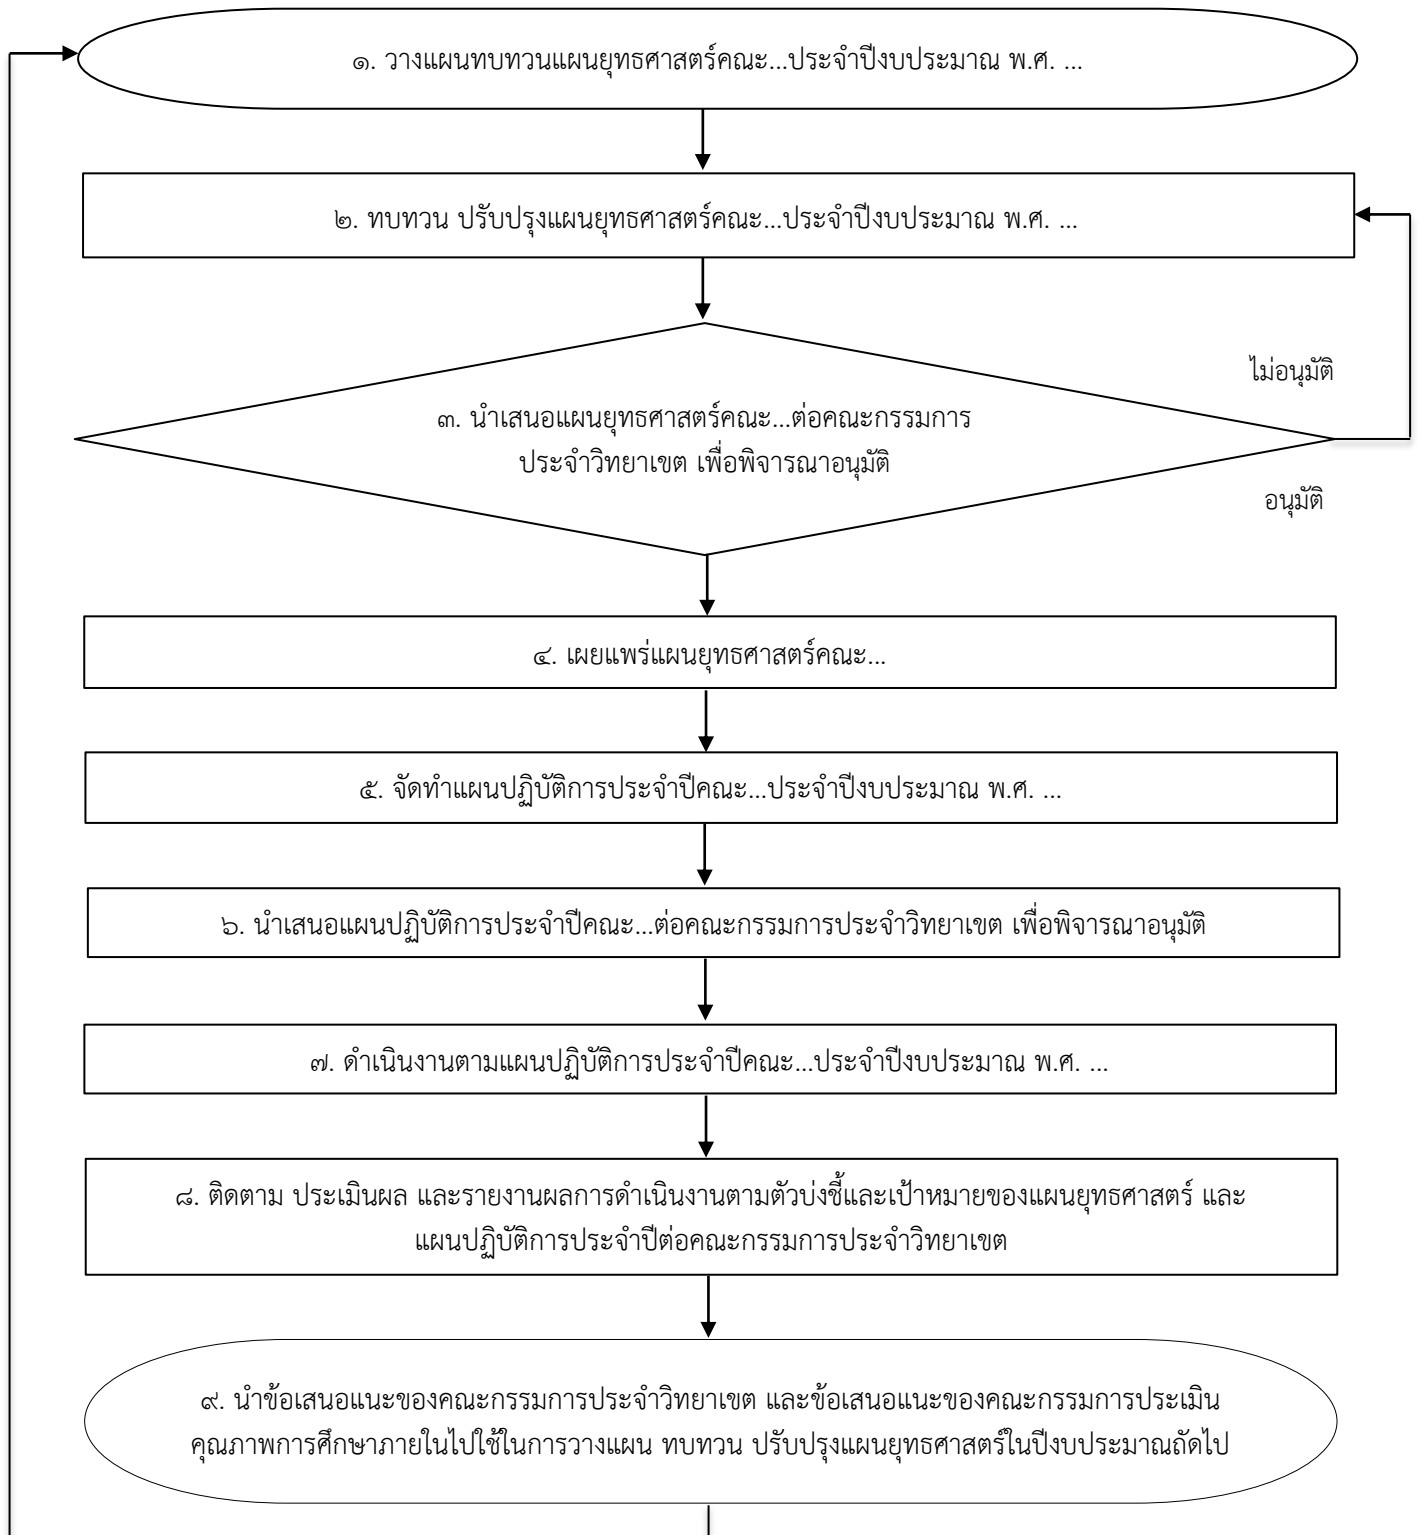 ๑. วางแผนทบทวนแผนยุทธศาสตร์คณะ...ประจำปีงบประมาณ พ.ศ. ...
๒. ทบทวน ปรับปรุงแผนยุทธศาสตร์คณะ...ประจำปีงบประมาณ พ.ศ. ...
ไม่อนุมัติ
๓. นำเสนอแผนยุทธศาสตร์คณะ...ต่อคณะกรรมการ
ประจำวิทยาเขต เพื่อพิจารณาอนุมัติ
อนุมัติ
๔. เผยแพร่แผนยุทธศาสตร์คณะ...
๕. จัดทำแผนปฏิบัติการประจำปีคณะ...ประจำปีงบประมาณ พ.ศ. ...
๖. นำเสนอแผนปฏิบัติการประจำปีคณะ...ต่อคณะกรรมการประจำวิทยาเขต เพื่อพิจารณาอนุมัติ
๗. ดำเนินงานตามแผนปฏิบัติการประจำปีคณะ...ประจำปีงบประมาณ พ.ศ. ...
๘. ติดตาม ประเมินผล และรายงานผลการดำเนินงานตามตัวบ่งชี้และเป้าหมายของแผนยุทธศาสตร์ และ
แผนปฏิบัติการประจำปีต่อคณะกรรมการประจำวิทยาเขต
๙. นำข้อเสนอแนะของคณะกรรมการประจำวิทยาเขต และข้อเสนอแนะของคณะกรรมการประเมิน
คุณภาพการศึกษาภายในไปใช้ในการวางแผน ทบทวน ปรับปรุงแผนยุทธศาสตร์ในปีงบประมาณถัดไป